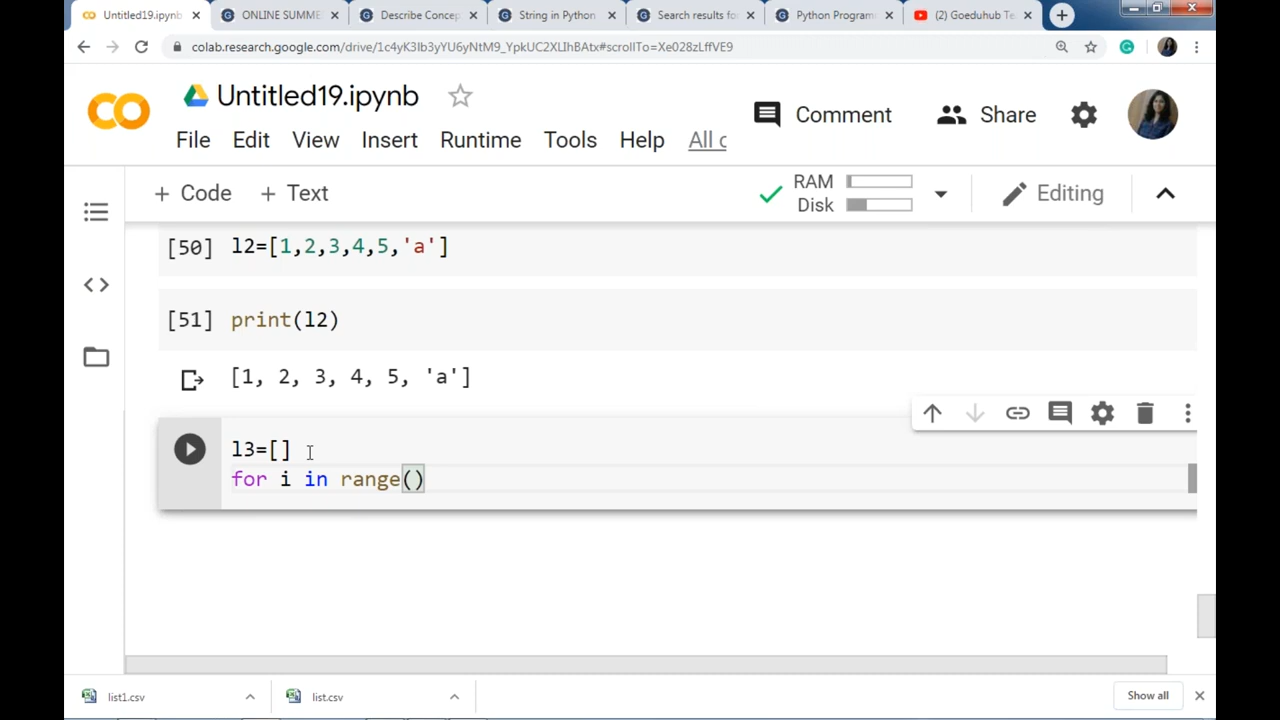 Untitled19.ipynb
ONLINE SUMME
Describe Concep
String in Python
Search results fo
Python Program
(2) Goeduhub Te
colab.research.google.com/drive/1c4yK3Ib3yYU6yNtM9_YpkUC2XLIhBAtx#scrollTo=Xe028zLffVE9
Untitled19.ipynb
Comment
Share
File Edit View Insert Runtime Tools Help All c
+ Code + Text
RAM
Disk
Editing
[50] l2=[1,2,3,4,5,'a']
[51] print(l2)
[1, 2, 3, 4, 5, 'a']
l3=[]
for i in range()
list1.csv
list.csv
Show all